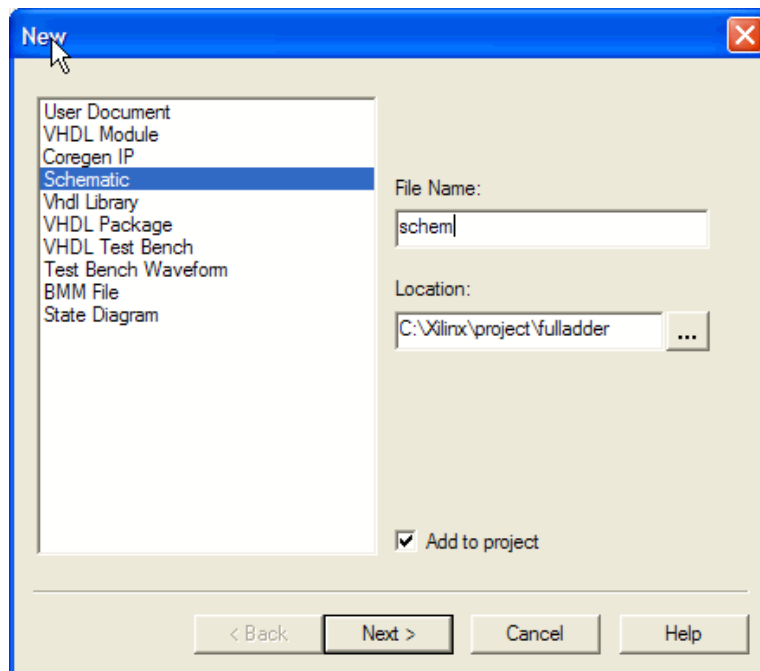 New
User Document
VHDL Module
Coregen IP
Schematic
Vhdl Library
VHDL Package
VHDL Test Bench
Test Bench Waveform
BMM File
State Diagram
File Name:
schem
Location:
C:\Xilinx\project\fulladder
...
Add to project
< Back
Next >
Cancel
Help